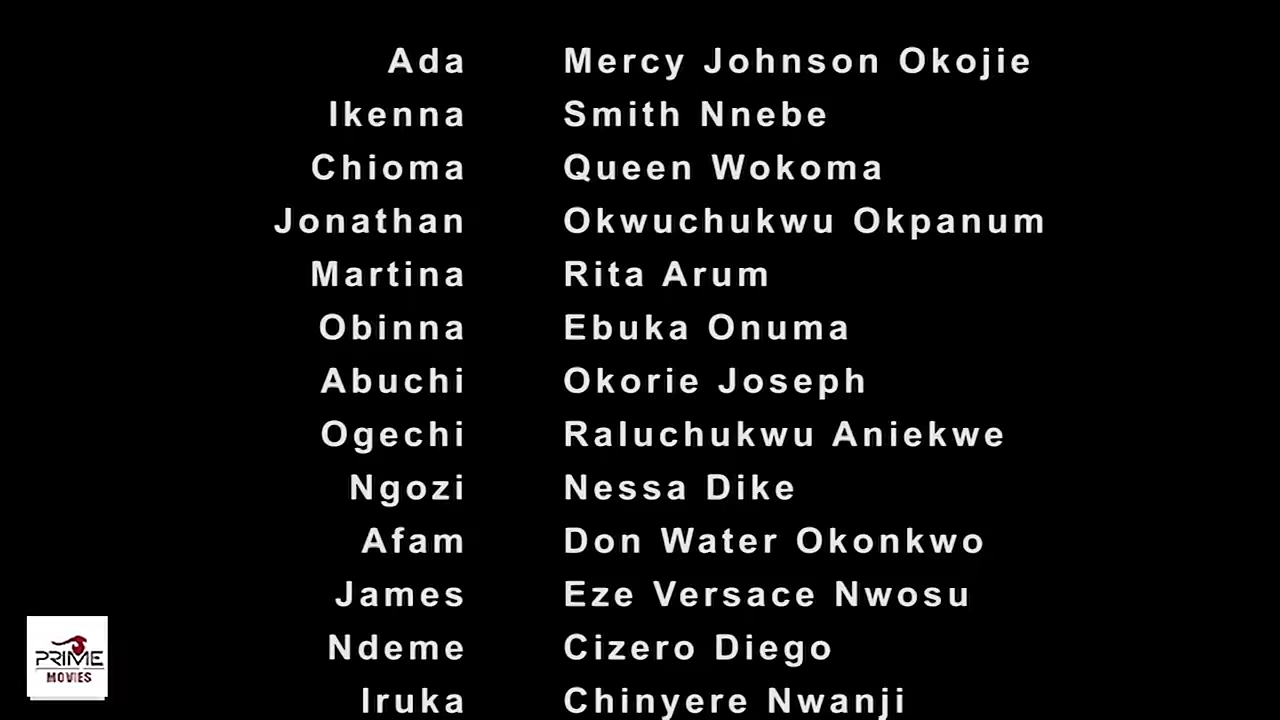 Ada Mercy Johnson Okojie
Ikenna Smith Nnebe
Chioma Queen Wokoma
Jonathan Okwuchukwu Okpanum
Martina Rita Arum
Obinna Ebuka Onuma
Abuchi Okorie Joseph
Ogechi Raluchukwu Aniekwe
Ngozi Nessa Dike
Afam Don Water Okonkwo
James Eze Versace Nwosu
Ndeme Cizero Diego
Iruka Chinyere Nwanji
PRIME
MOVIES